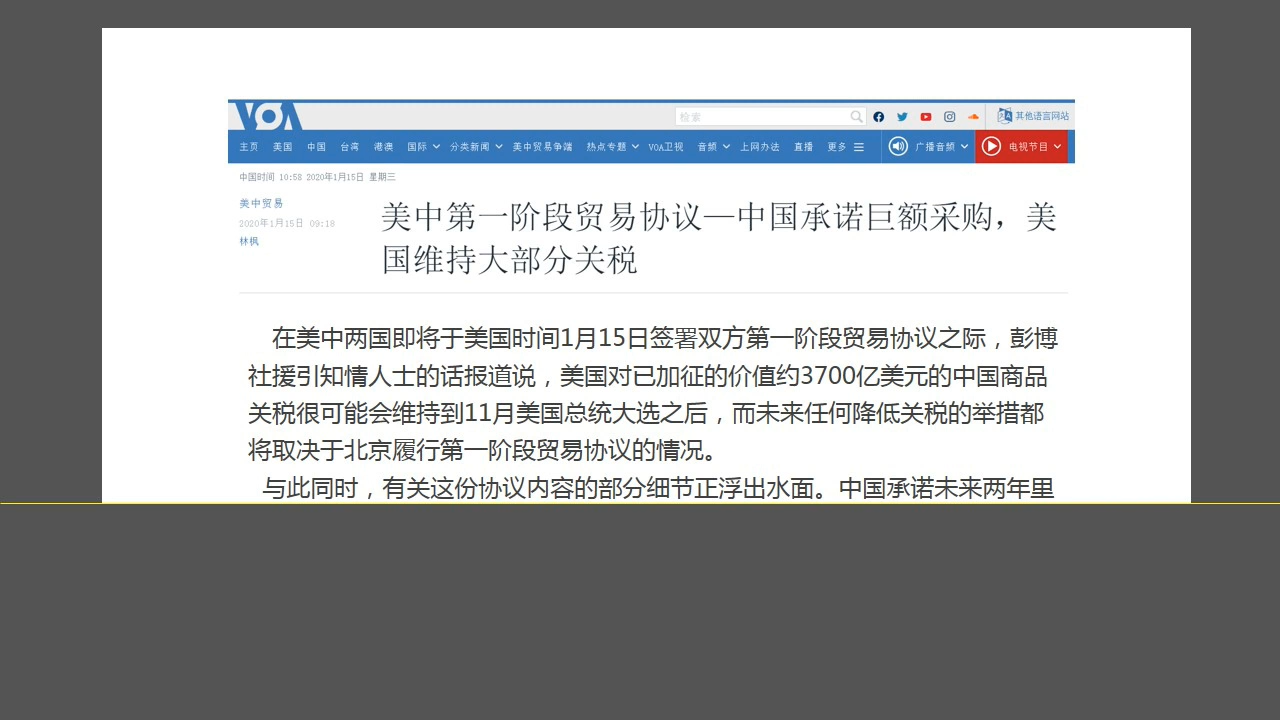 VOA
检索
其他语言网站
主页 美国 中国 台湾 港澳 国际 分类新闻 美中贸易争端 热点专题 VOA卫视 音频 上网办法 直播 更多 广播音频 电视节目
中国时间 10:58 2020年1月15日 星期三
美中贸易
2020年1月15日 09:18
林枫
美中第一阶段贸易协议—中国承诺巨额采购，美
国维持大部分关税
在美中两国即将于美国时间1月15日签署双方第一阶段贸易协议之际，彭博
社援引知情人士的话报道说，美国对已加征的价值约3700亿美元的中国商品
关税很可能会维持到11月美国总统大选之后，而未来任何降低关税的举措都
将取决于北京履行第一阶段贸易协议的情况。
与此同时，有关这份协议内容的部分细节正浮出水面。中国承诺未来两年里